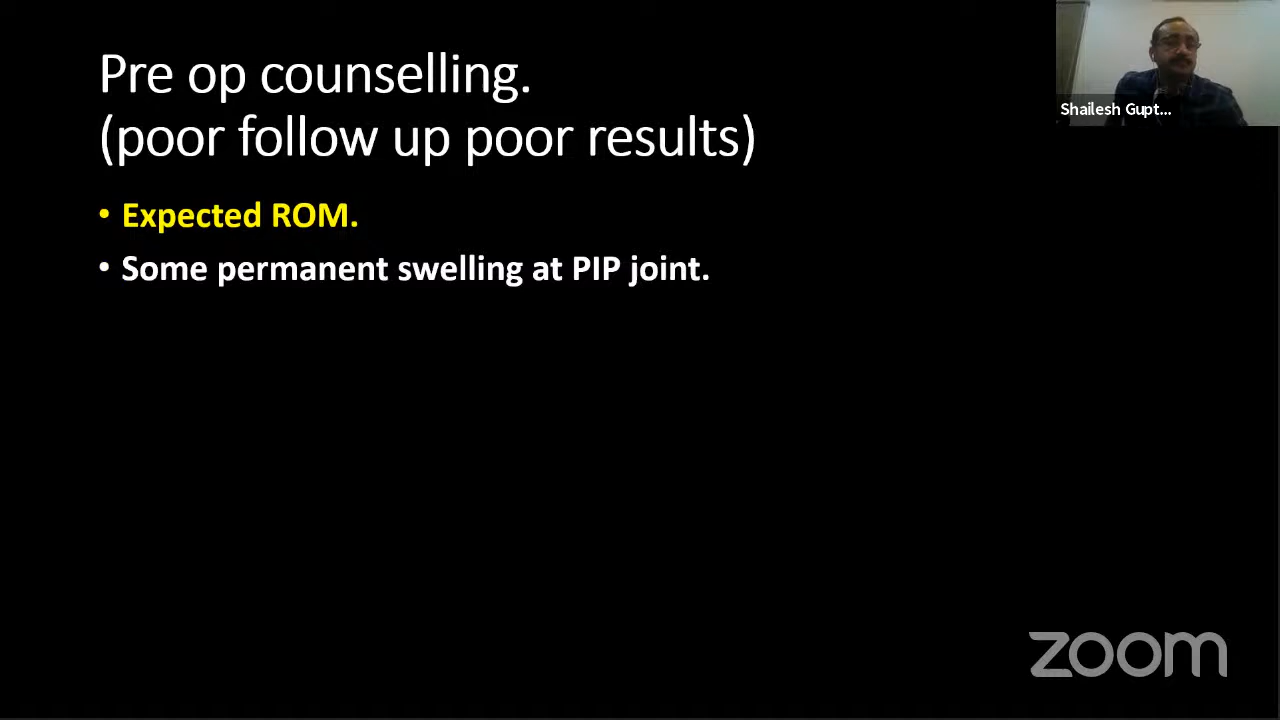 Pre op counselling.
(poor follow up poor results)
• Expected ROM.
• Some permanent swelling at PIP joint.
Shailesh Gupt...
zoom